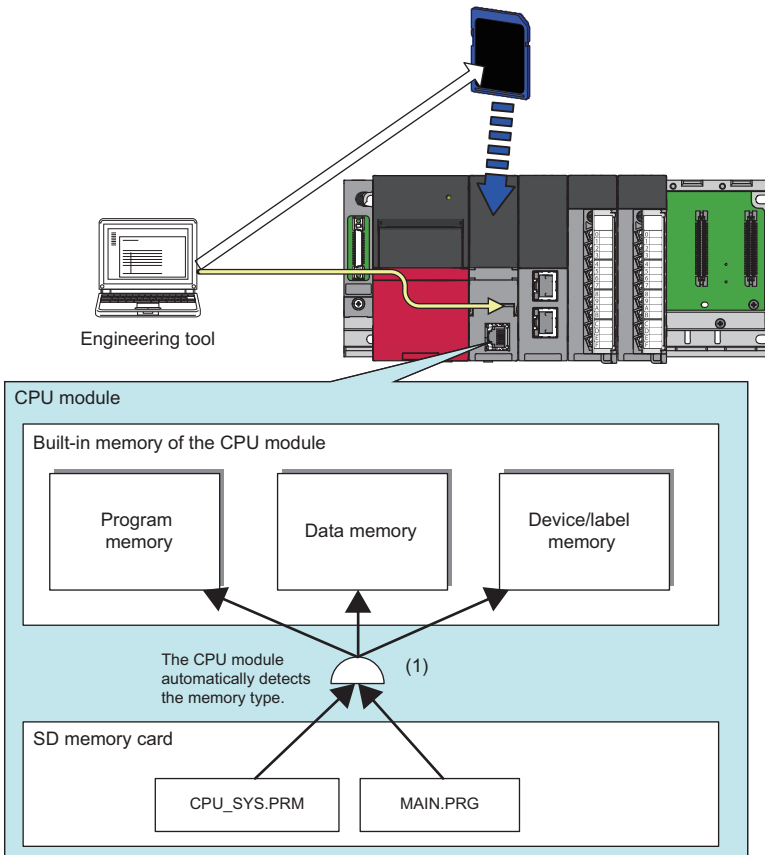 Engineering tool
CPU module
Built-in memory of the CPU module
Program
memory
Data memory
Device/label
memory
The CPU module
automatically detects
the memory type.
(1)
SD memory card
CPU_SYS.PRM
MAIN.PRG